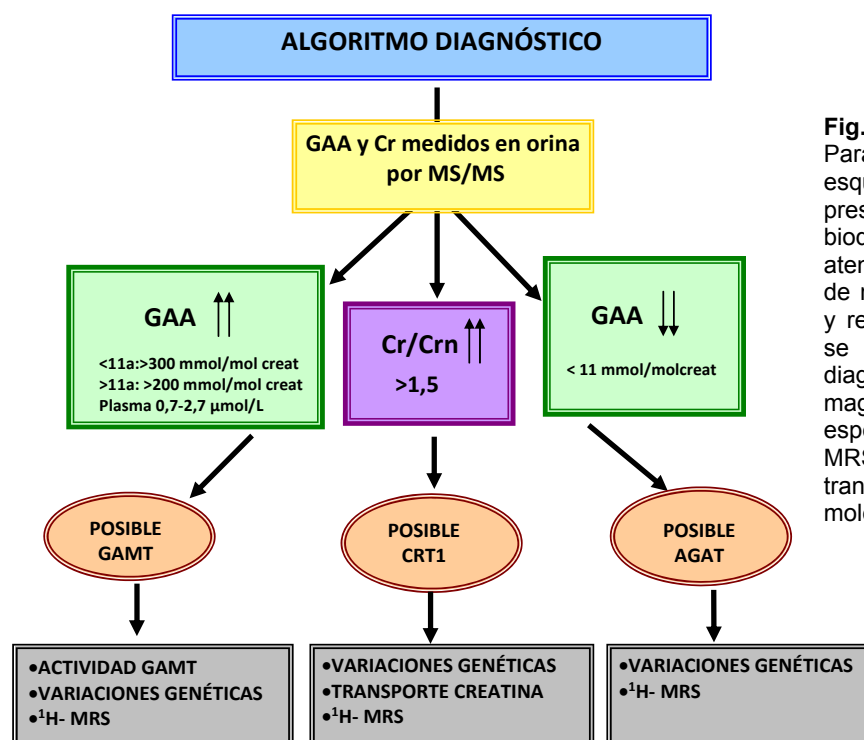 ALGORITMO DIAGNÓSTICO
GAA y Cr medidos en orina
por MS/MS
GAA
<11a:>300 mmol/mol creat
>11a: >200 mmol/mol creat
Plasma 0,7-2,7 µmol/L
Cr/Crn
>1,5
GAA
< 11 mmol/molcreat
POSIBLE
GAMT
POSIBLE
CRT1
POSIBLE
AGAT
•ACTIVIDAD GAMT
•VARIACIONES GENÉTICAS
•¹H- MRS
•VARIACIONES GENÉTICAS
•TRANSPORTE CREATINA
•¹H- MRS
•VARIACIONES GENÉTICAS
•¹H- MRS
Fig.
Para
esqu
pres
bioq
aten
de
y re
se
diag
mag
espe
MRS
tran
mole